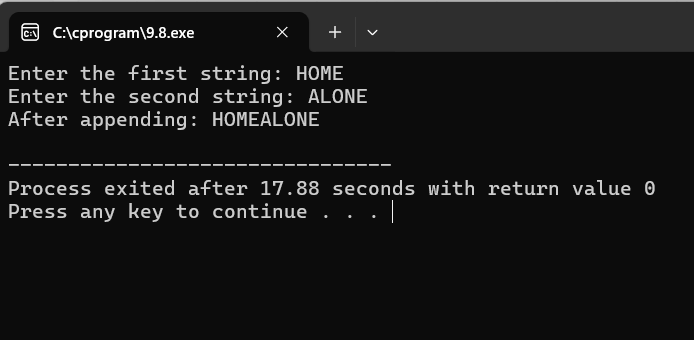 C:\cprogram\9.8.exe
Enter the first string: HOME
Enter the second string: ALONE
After appending: HOMEALONE
--------------------------------
Process exited after 17.88 seconds with return value 0
Press any key to continue . . .